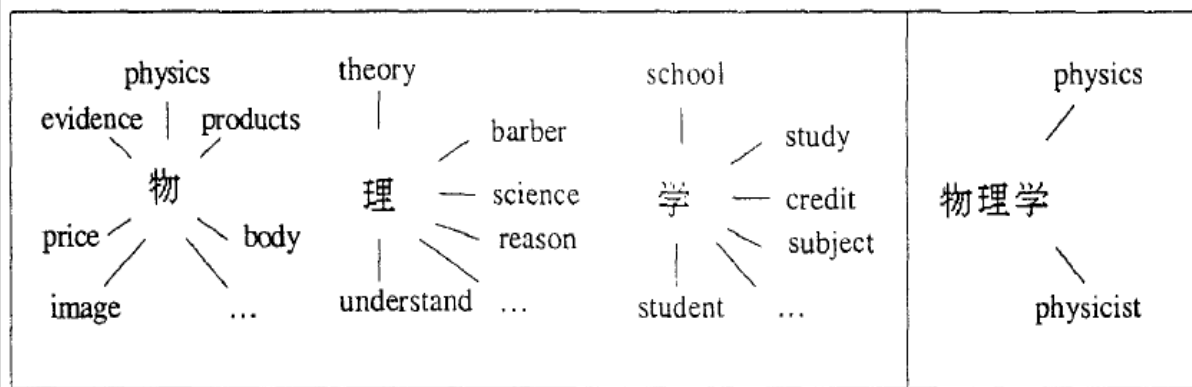 physics theory school physics
evidence products barber study
物 理 science 学 credit 物理学
price body reason subject
image ... understand ... student ... physicist